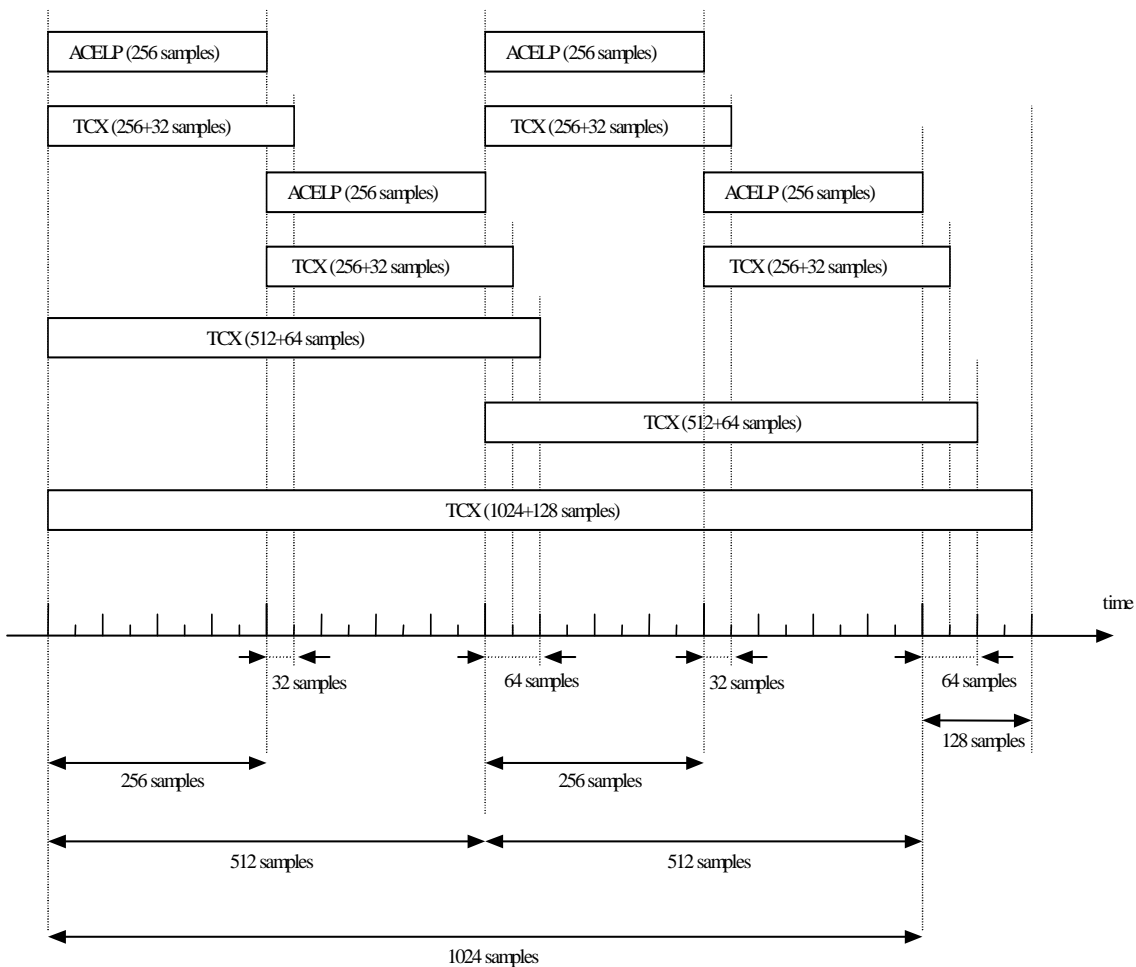 ACELP (256 samples)
ACELP (256 samples)
TCX (256+32 samples)
TCX (256+32 samples)
ACELP (256 samples)
ACELP (256 samples)
TCX (256+32 samples)
TCX (256+32 samples)
TCX (512+64 samples)
TCX (512+64 samples)
TCX (1024+128 samples)
time
32 samples
64 samples
32 samples
64 samples
128 samples
256 samples
256 samples
512 samples
512 samples
1024 samples